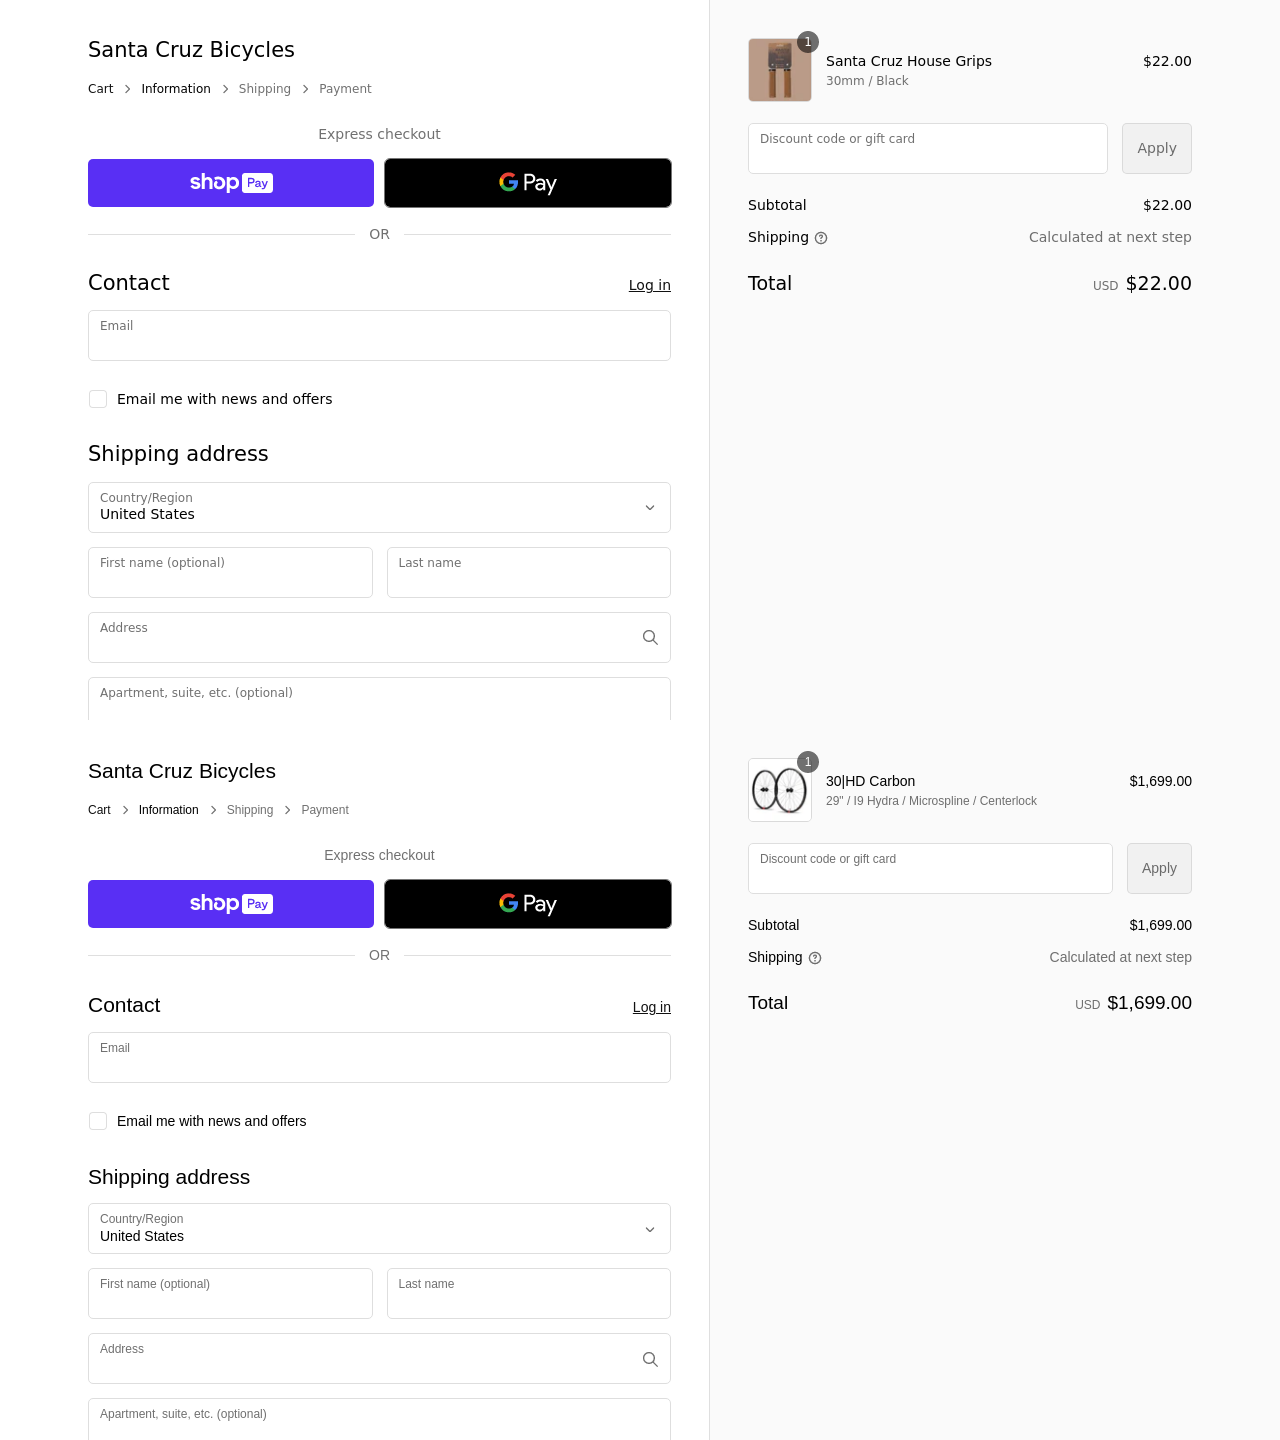 Santa Cruz Bicycles
Cart > Information > Shipping > Payment
Express checkout
shop Pay
G Pay
OR
Contact
Log in
Email
Email me with news and offers
Shipping address
Country/Region
United States
First name (optional)
Last name
Address
Apartment, suite, etc. (optional)
1
Santa Cruz House Grips
$22.00
30mm / Black
Discount code or gift card
Apply
Subtotal
$22.00
Shipping
Calculated at next step
Total
USD $22.00
Santa Cruz Bicycles
Cart > Information > Shipping > Payment
Express checkout
shop Pay
G Pay
OR
Contact
Log in
Email
Email me with news and offers
Shipping address
Country/Region
United States
First name (optional)
Last name
Address
Apartment, suite, etc. (optional)
1
30|HD Carbon
$1,699.00
29" / I9 Hydra / Microspline / Centerlock
Discount code or gift card
Apply
Subtotal
$1,699.00
Shipping
Calculated at next step
Total
USD $1,699.00